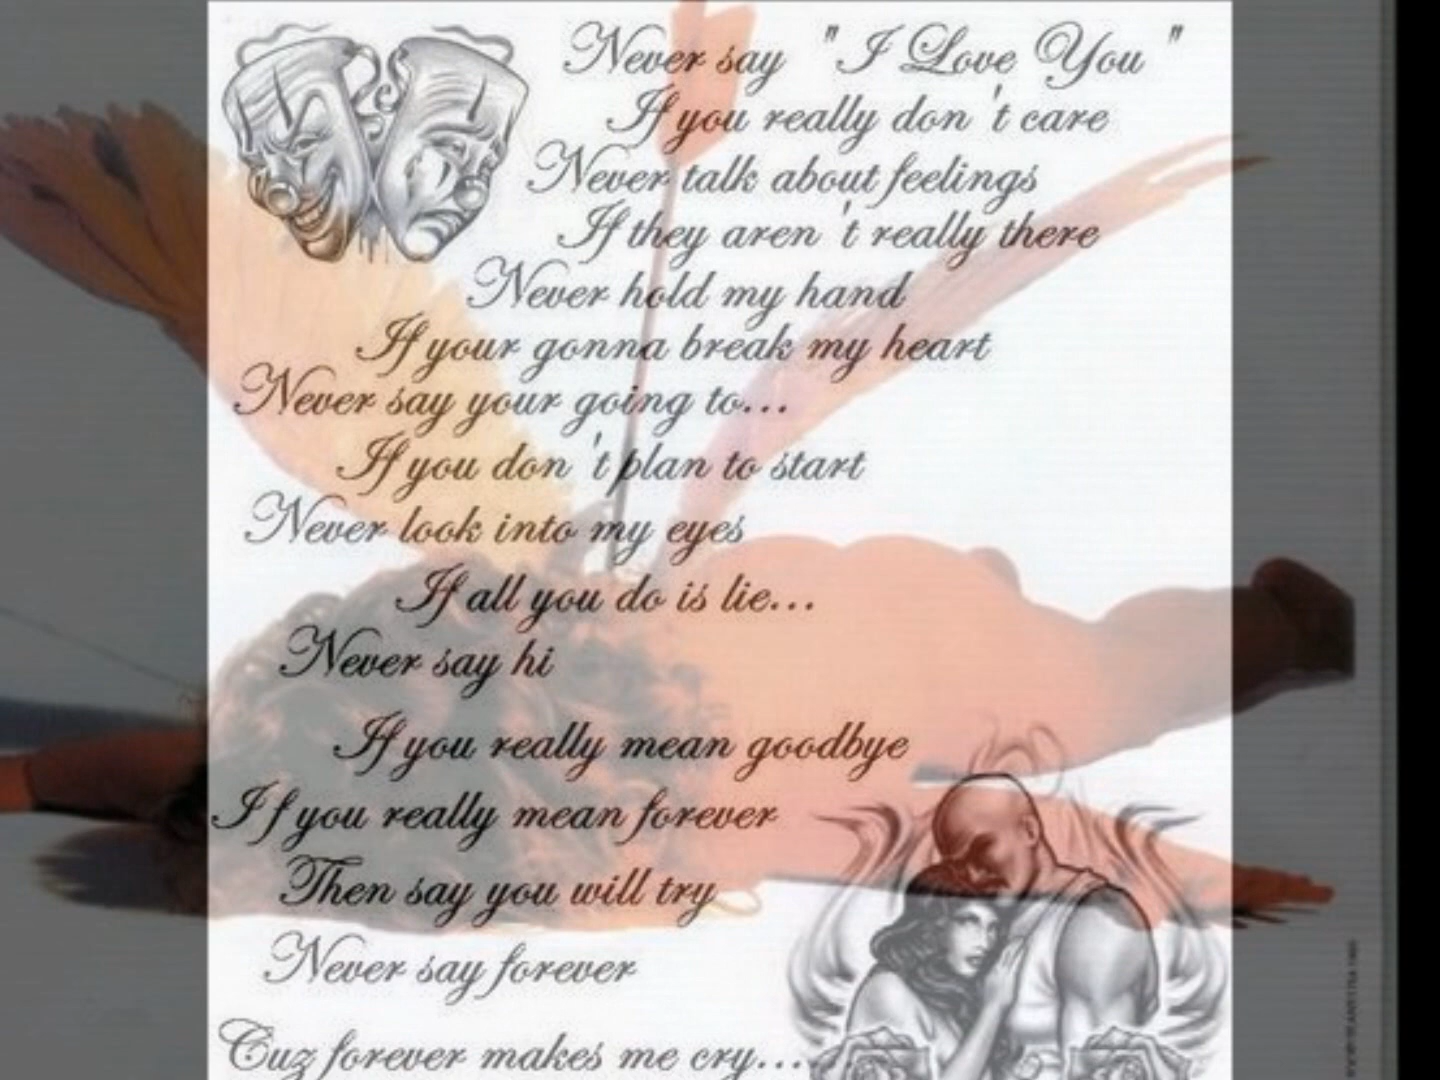 Never say "I Love You"
If you really don't care
Never talk about feelings
If they aren't really there
Never hold my hand
If your gonna break my heart
Never say your going to...
If you don't plan to start
Never look into my eyes
If all you do is lie...
Never say hi
If you really mean goodbye
If you really mean forever
Then say you will try
Never say forever
Cuz forever makes me cry....